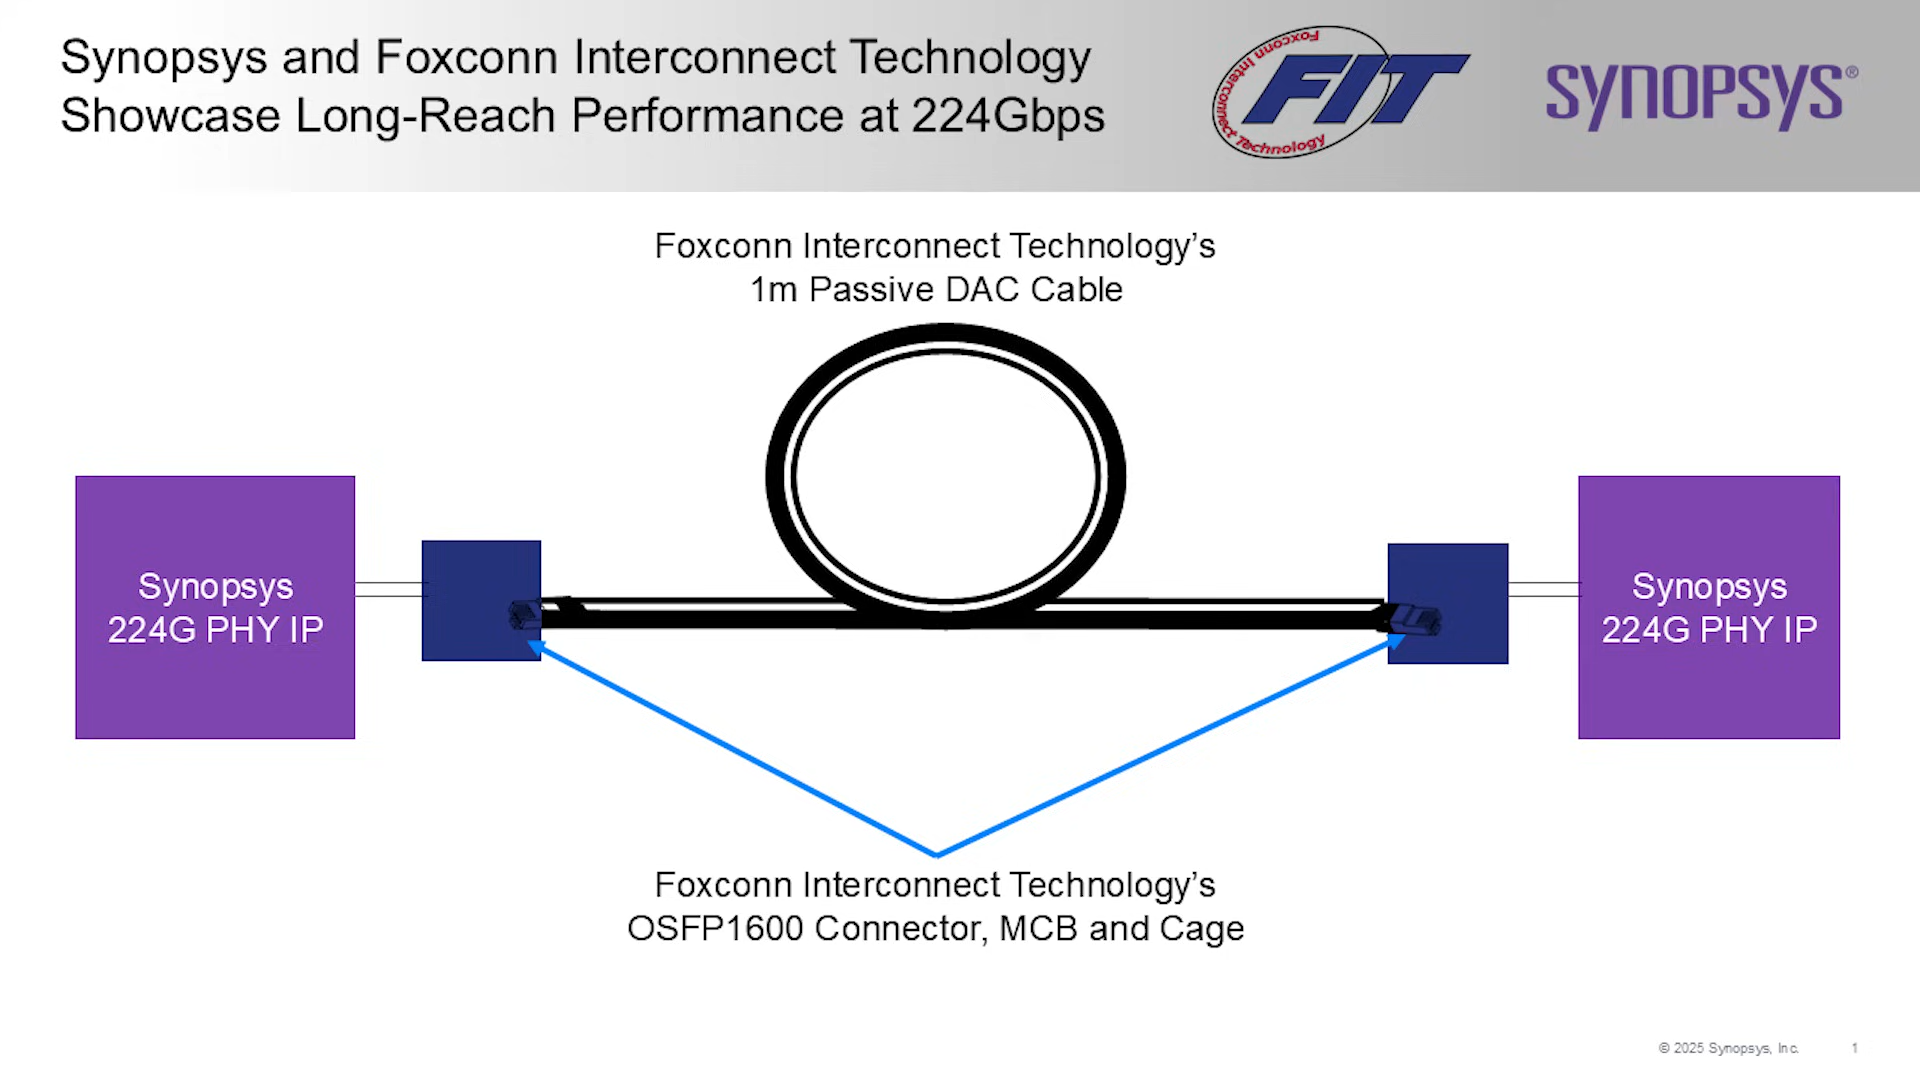 Synopsys and Foxconn Interconnect Technology
Showcase Long-Reach Performance at 224Gbps
Foxconn Interconnect Technology
FIT
SYNOPSYS®
Foxconn Interconnect Technology’s
1m Passive DAC Cable
Synopsys
224G PHY IP
Synopsys
224G PHY IP
Foxconn Interconnect Technology’s
OSFP1600 Connector, MCB and Cage
© 2025 Synopsys, Inc.
1